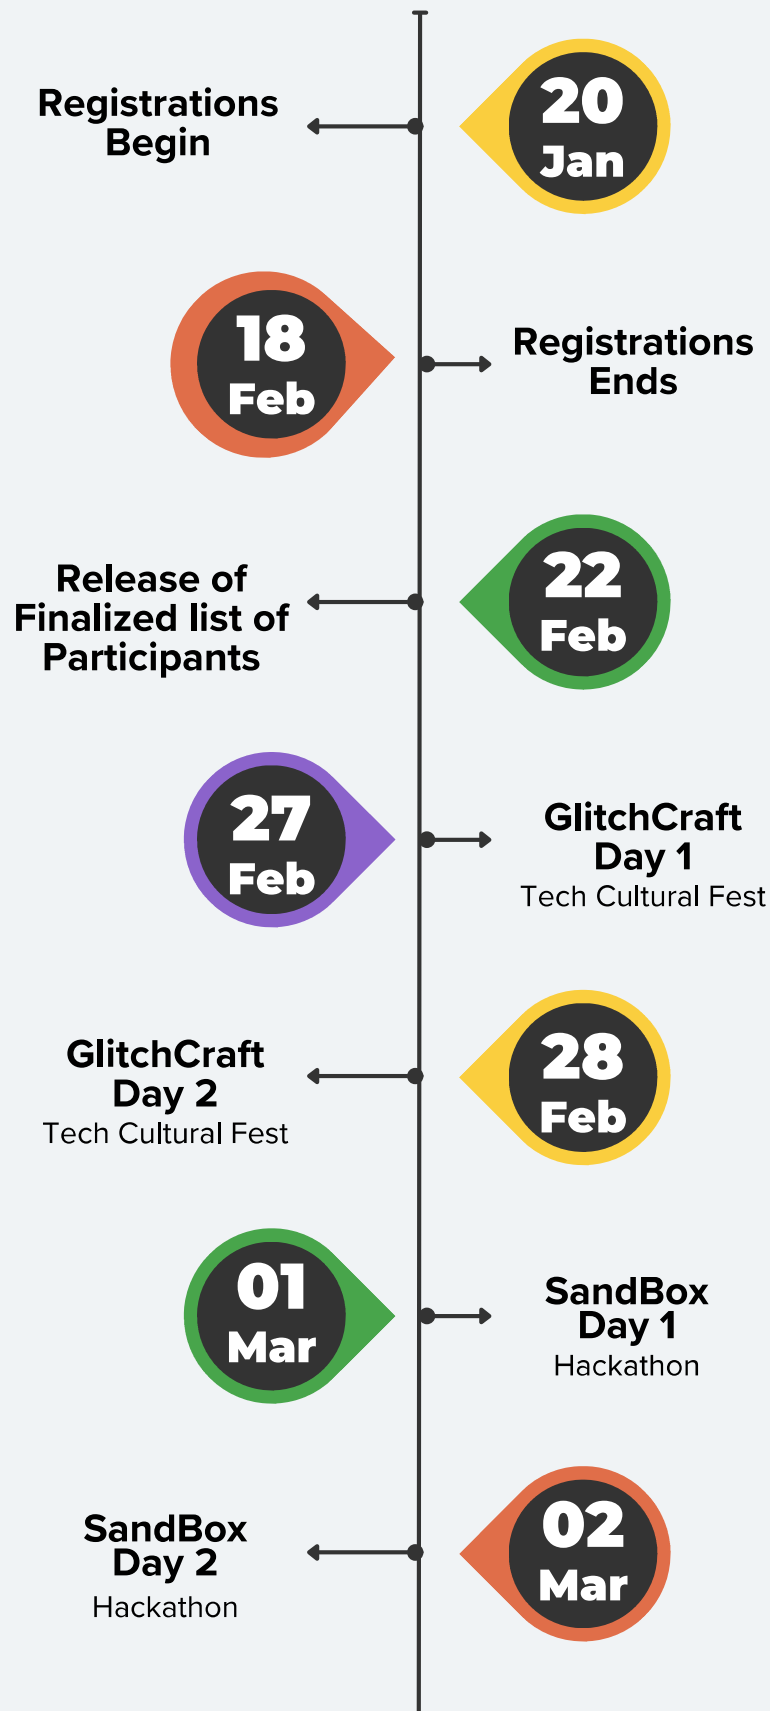 Registrations
Begin
20
Jan
18
Feb
Registrations
Ends
Release of
Finalized list of
Participants
22
Feb
27
Feb
GlitchCraft
Day 1
Tech Cultural Fest
GlitchCraft
Day 2
Tech Cultural Fest
28
Feb
01
Mar
SandBox
Day 1
Hackathon
SandBox
Day 2
Hackathon
02
Mar